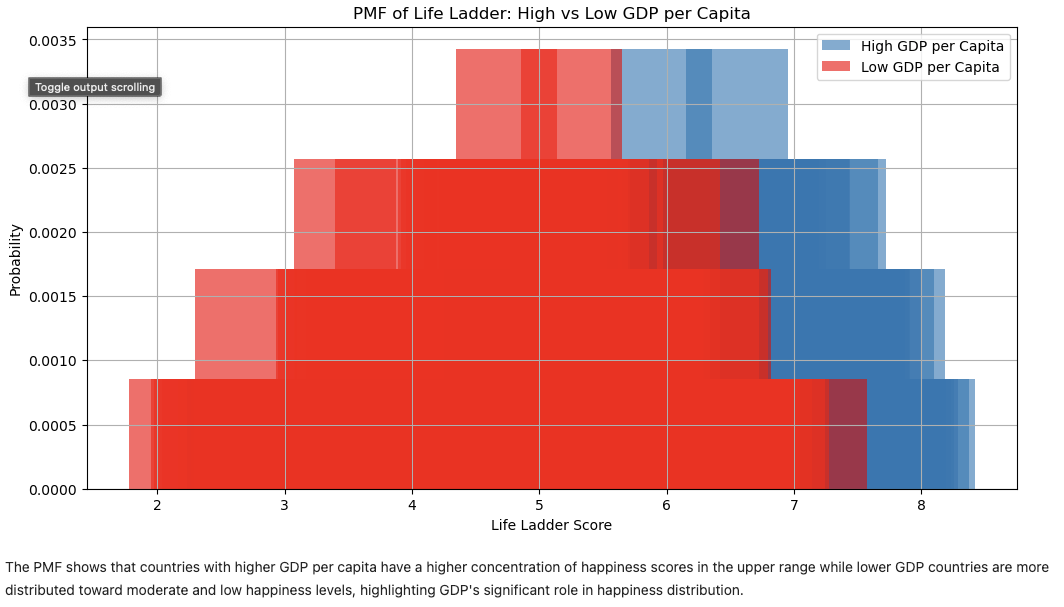 PMF of Life Ladder: High vs Low GDP per Capita
High GDP per Capita
Low GDP per Capita
Toggle output scrolling
0.0035
0.0030
0.0025
0.0020
0.0015
0.0010
0.0005
0.0000
Probability
2 3 4 5 6 7 8
Life Ladder Score
The PMF shows that countries with higher GDP per capita have a higher concentration of happiness scores in the upper range while lower GDP countries are more
distributed toward moderate and low happiness levels, highlighting GDP's significant role in happiness distribution.